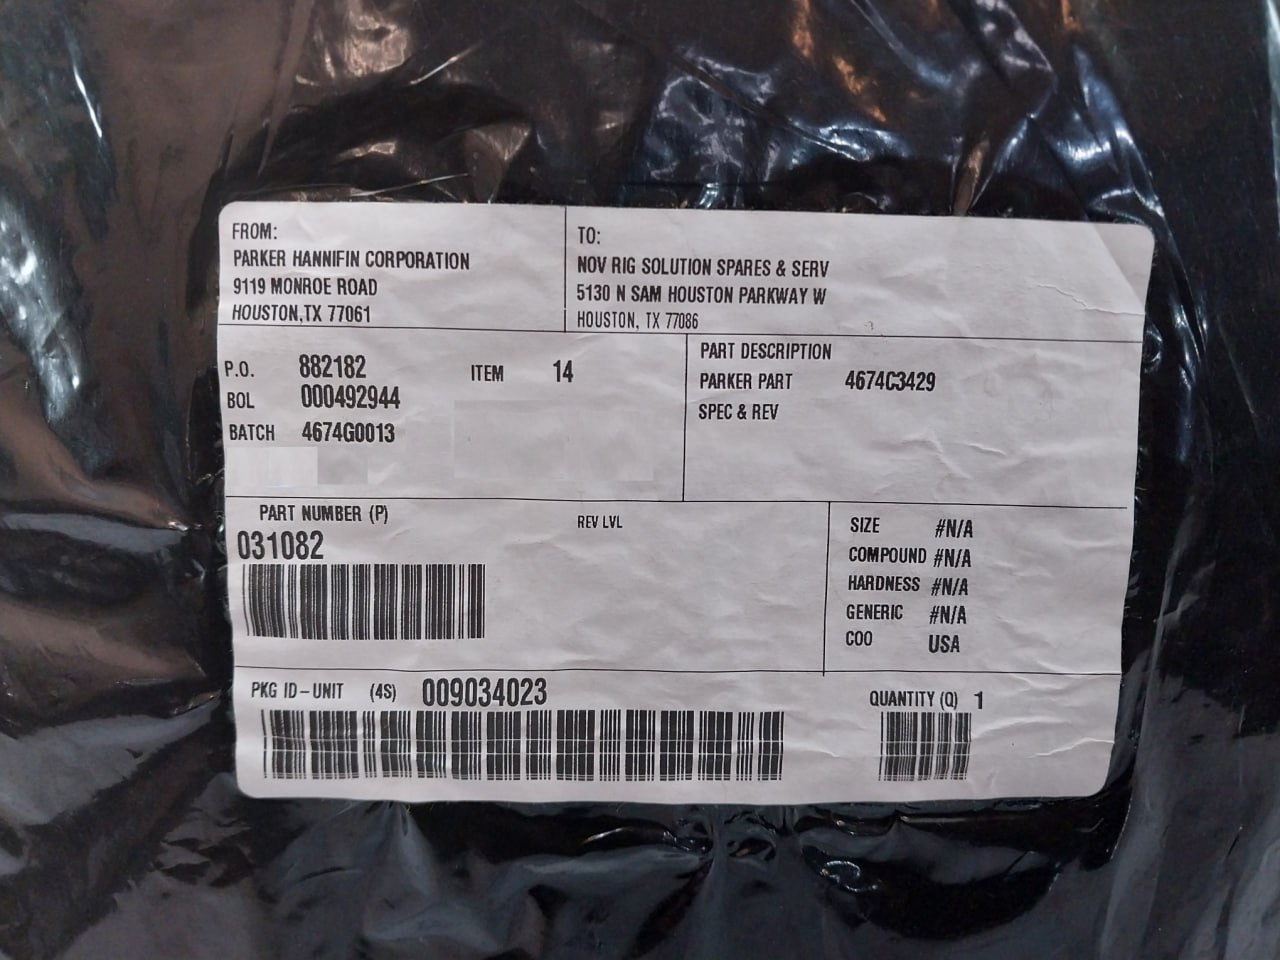 FROM:
PARKER HANNIFIN CORPORATION
9119 MONROE ROAD
HOUSTON,TX 77061
TO:
NOV RIG SOLUTION SPARES & SERV
5130 N SAM HOUSTON PARKWAY W
HOUSTON, TX 77086
P.O. 882182 ITEM 14
BOL 000492944
BATCH 4674G0013
PART DESCRIPTION
PARKER PART 4674C3429
SPEC & REV
PART NUMBER (P) REV LVL
031082
SIZE #N/A
COMPOUND #N/A
HARDNESS #N/A
GENERIC #N/A
COO USA
PKG ID-UNIT (4S) 009034023
QUANTITY (Q) 1